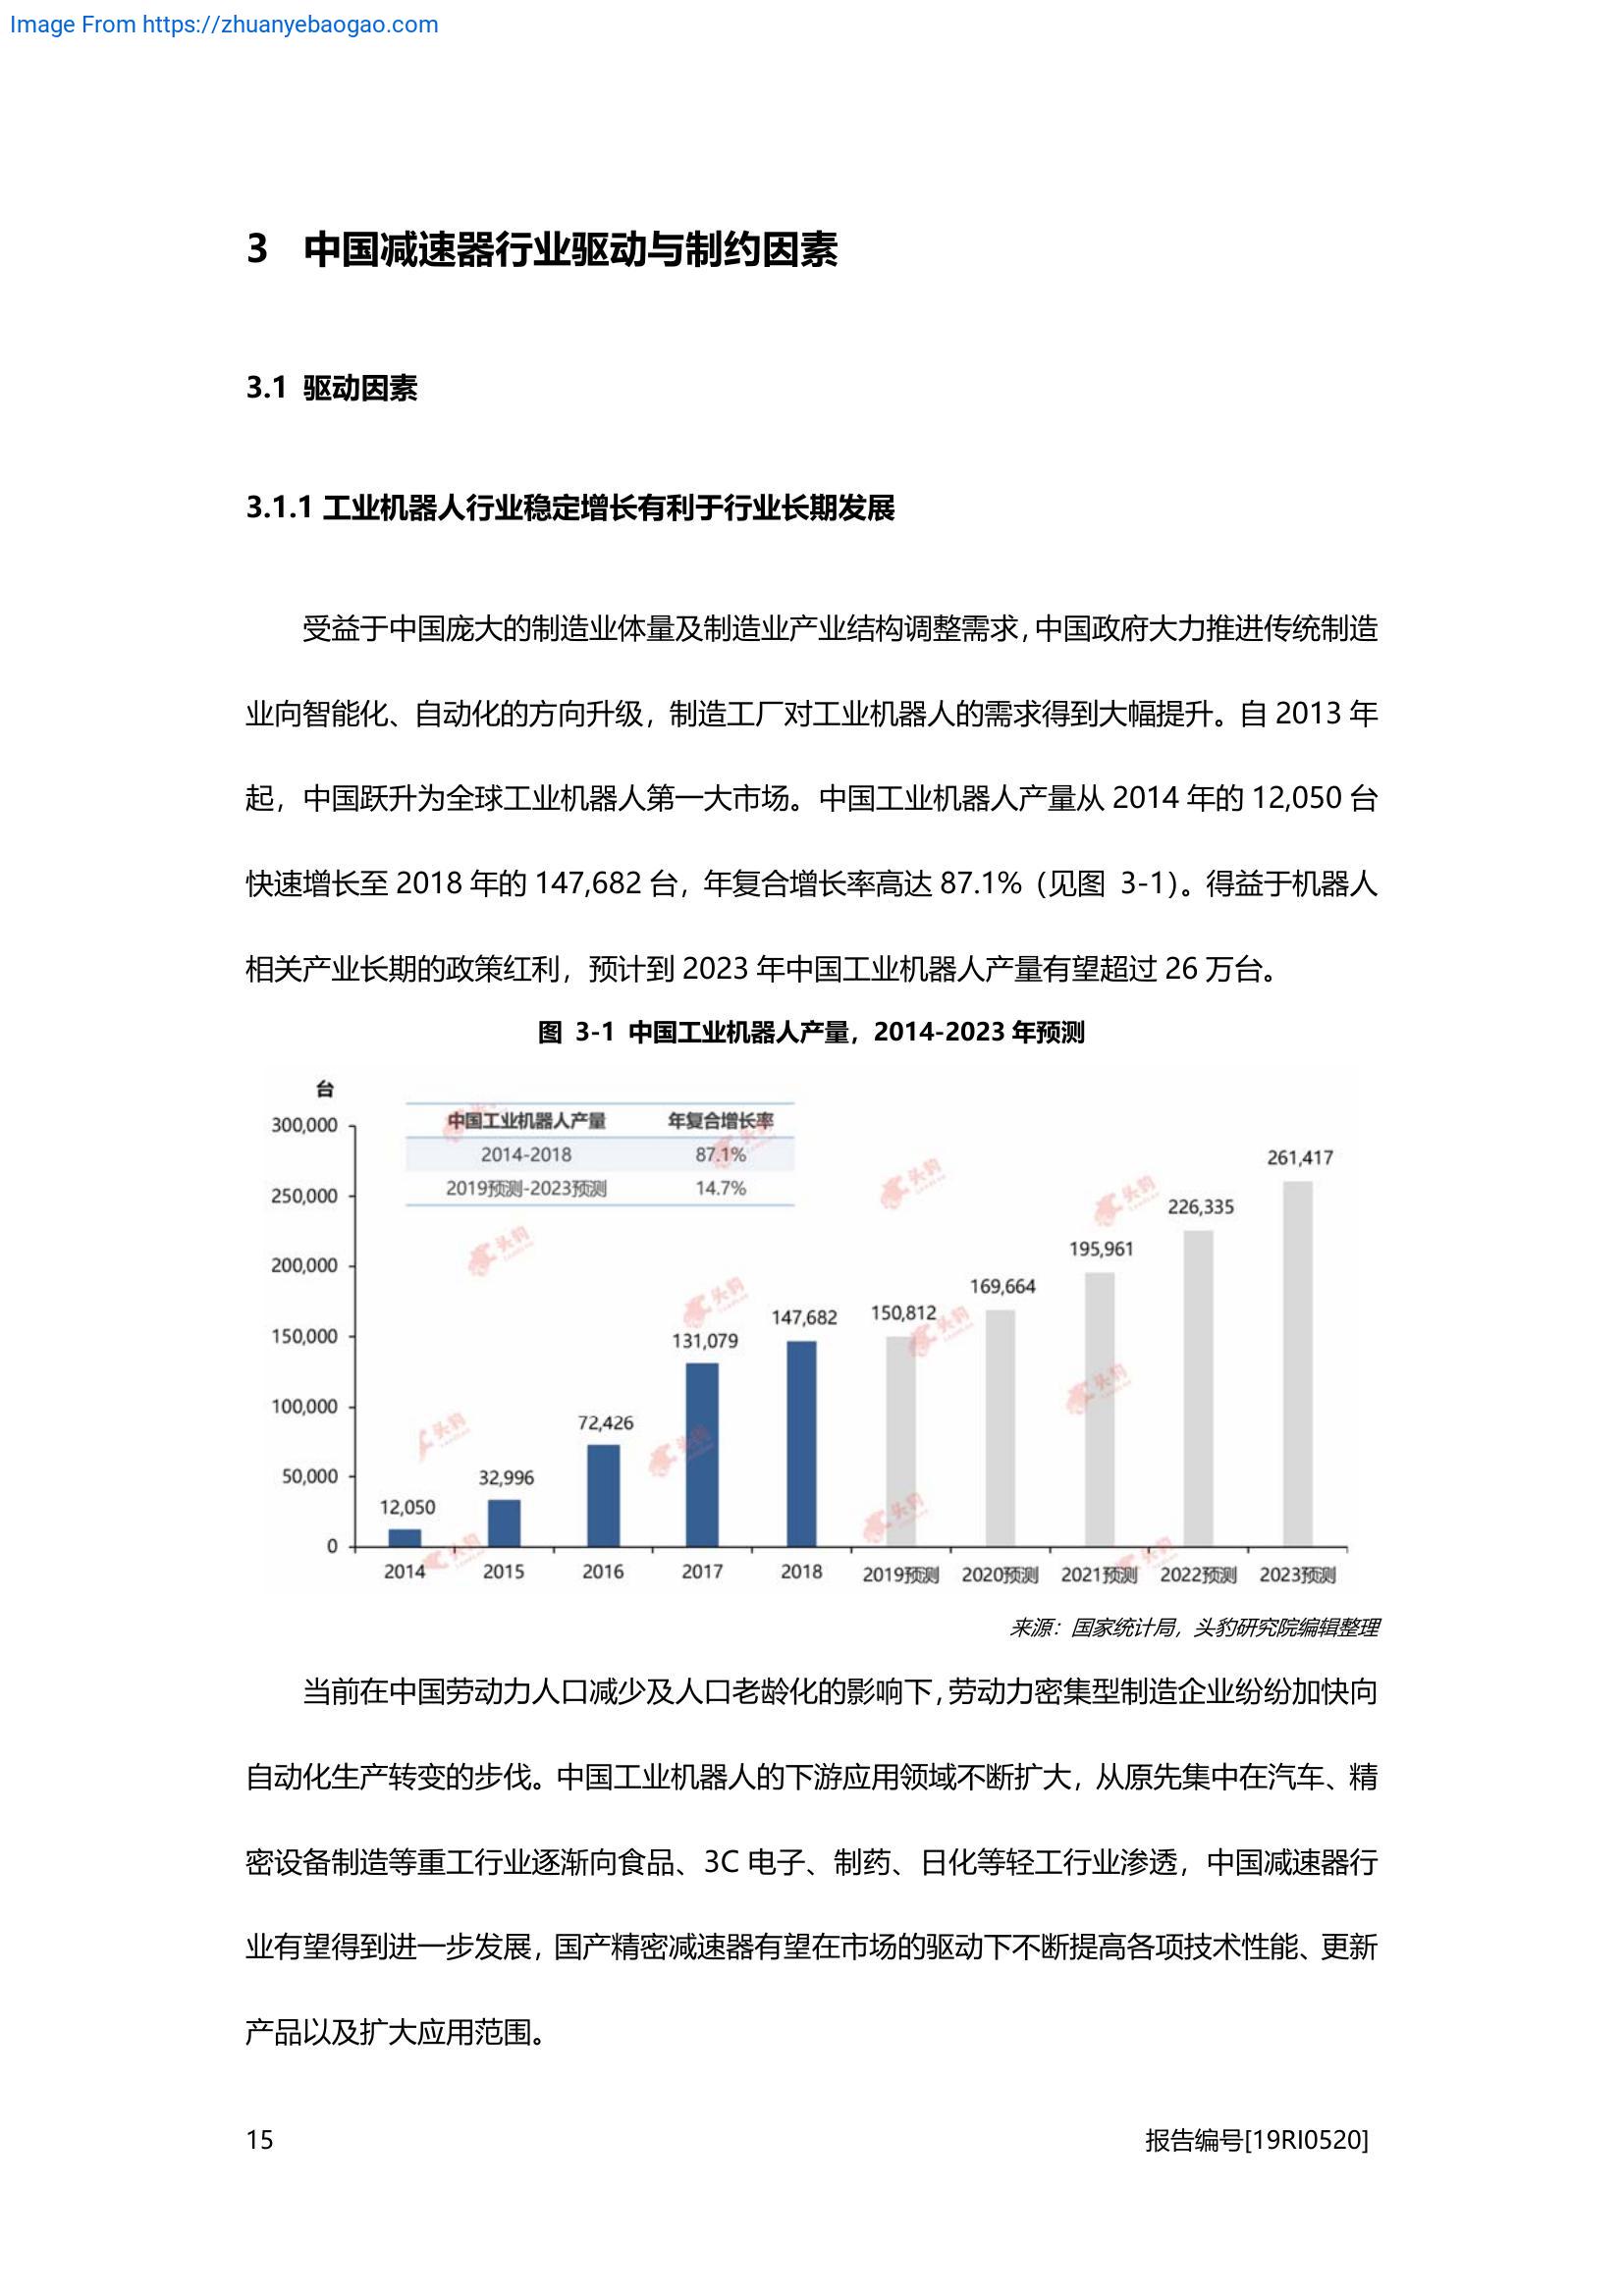 Image From https://zhuanyebaogao.com
3 中国减速器行业驱动与制约因素
3.1 驱动因素
3.1.1 工业机器人行业稳定增长有利于行业长期发展
受益于中国庞大的制造业体量及制造业产业结构调整需求，中国政府大力推进传统制造
业向智能化、自动化的方向升级，制造工厂对工业机器人的需求得到大幅提升。自 2013 年
起，中国跃升为全球工业机器人第一大市场。中国工业机器人产量从 2014 年的 12,050 台
快速增长至 2018 年的 147,682 台，年复合增长率高达 87.1%（见图 3-1）。得益于机器人
相关产业长期的政策红利，预计到 2023 年中国工业机器人产量有望超过 26 万台。
图 3-1 中国工业机器人产量，2014-2023 年预测
台
中国工业机器人产量 年复合增长率
2014-2018 87.1%
2019预测-2023预测 14.7%
300,000
250,000
200,000
150,000
100,000
50,000
0
12,050
32,996
72,426
131,079
147,682
150,812
169,664
195,961
226,335
261,417
2014 2015 2016 2017 2018 2019预测 2020预测 2021预测 2022预测 2023预测
头豹
头豹
头豹
头豹
头豹
头豹
头豹
头豹
头豹
头豹
头豹
头豹
头豹
来源：国家统计局，头豹研究院编辑整理
当前在中国劳动力人口减少及人口老龄化的影响下，劳动力密集型制造企业纷纷加快向
自动化生产转变的步伐。中国工业机器人的下游应用领域不断扩大，从原先集中在汽车、精
密设备制造等重工行业逐渐向食品、3C 电子、制药、日化等轻工行业渗透，中国减速器行
业有望得到进一步发展，国产精密减速器有望在市场的驱动下不断提高各项技术性能、更新
产品以及扩大应用范围。
15
报告编号[19RI0520]